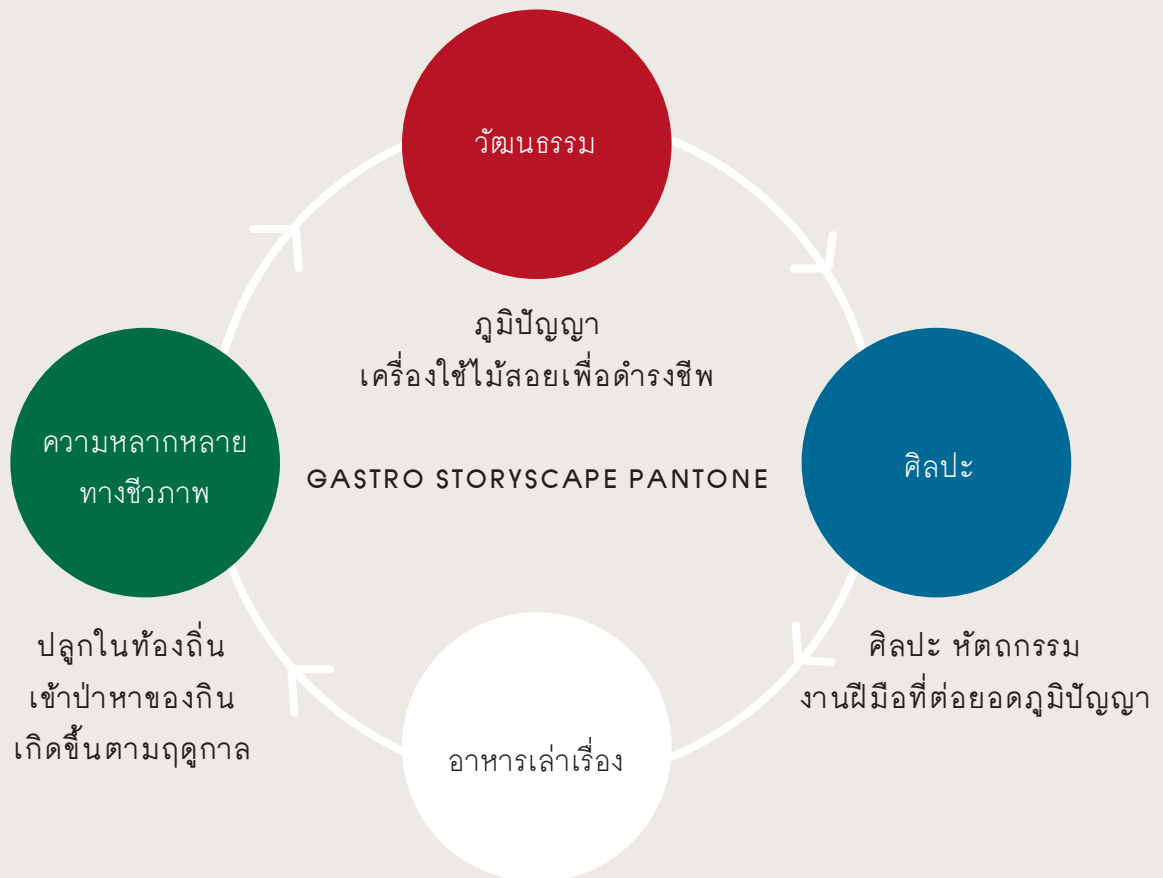 วัฒนธรรม
ภูมิปัญญา
เครื่องใช้ไม้สอยเพื่อดำรงชีพ
ความหลากหลาย
ทางชีวภาพ
GASTRO STORYSCAPE PANTONE
ศิลปะ
ปลูกในท้องถิ่น
เข้าป่าหาของกิน
เกิดขึ้นตามฤดูกาล
ศิลปะ หัตถกรรม
งานฝีมือที่ต่อยอดภูมิปัญญา
อาหารเล่าเรื่อง